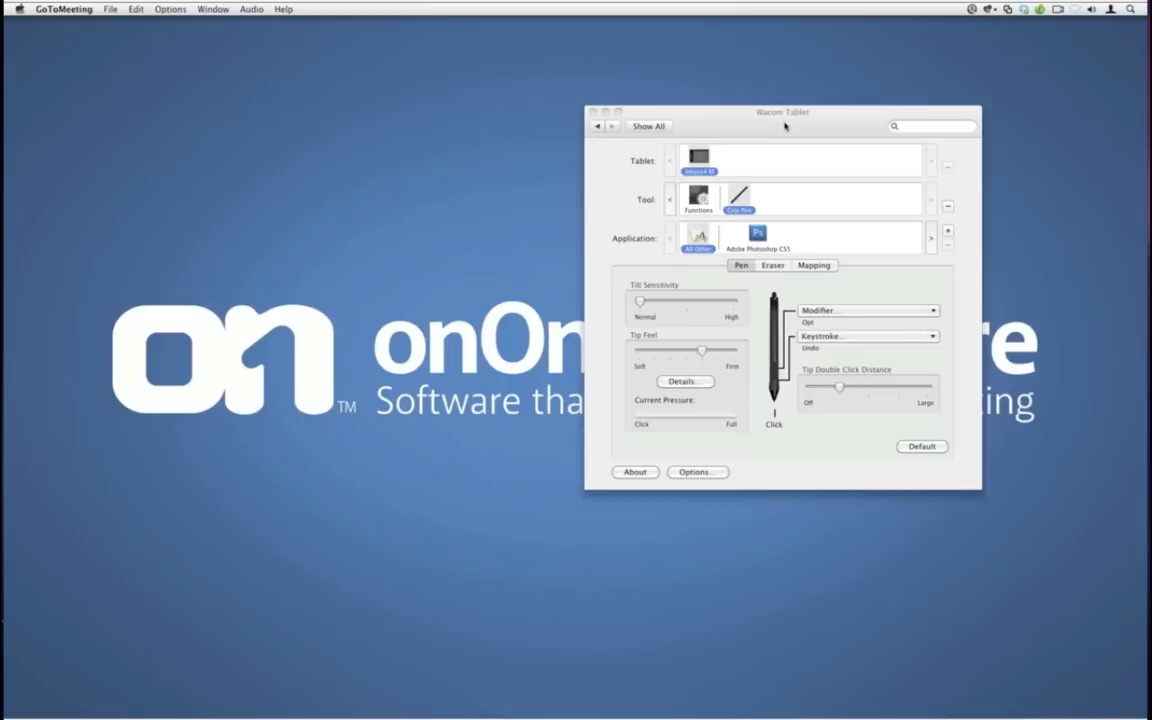 GoToMeeting File Edit Options Window Audio Help
Wacom Tablet
Show All
Tablet:
Intuos4 M
Tool:
Functions Grip Pen
Application:
All Other Adobe Photoshop CS5
Ps
Pen Eraser Mapping
Tilt Sensitivity
Normal High
Tip Feel
Soft Firm
Details...
Current Pressure:
Click Full
Modifier...
Opt
Keystroke...
Undo
Tip Double Click Distance
Off Large
Click
Default
About Options...
on TM
onOn re
Software tha ing